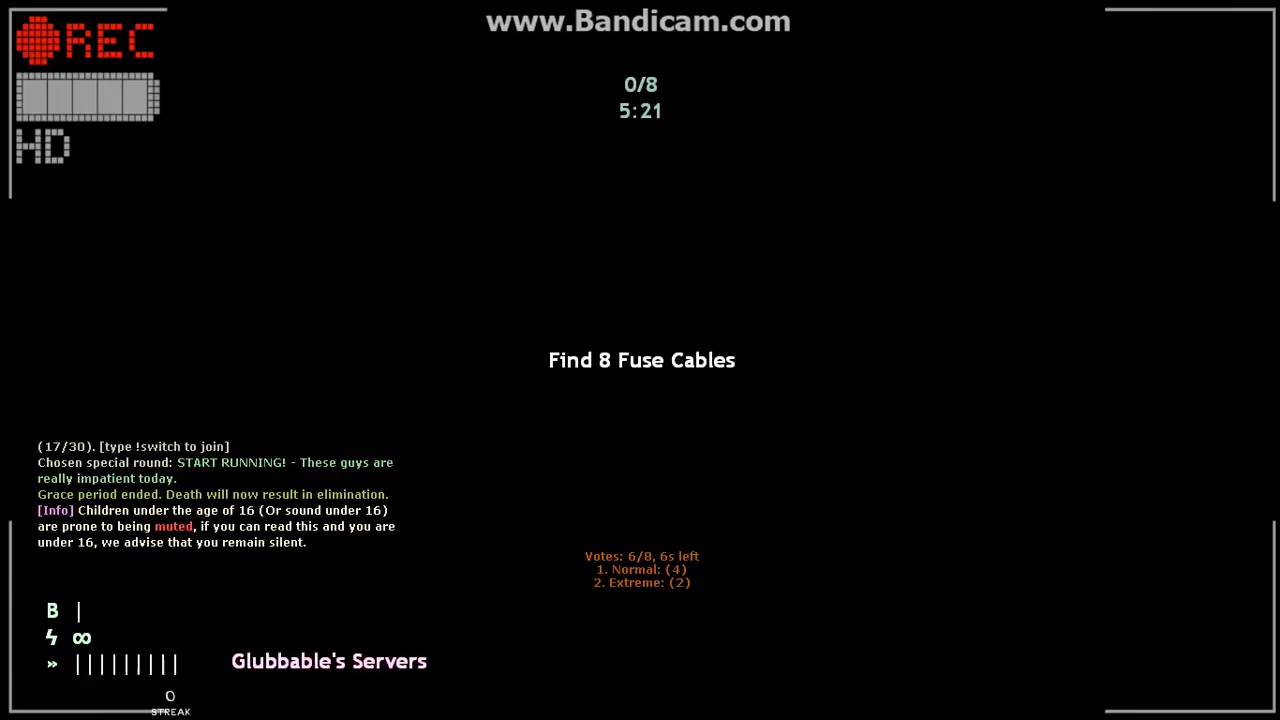 www.Bandicam.com
REC
HD
0/8
5:21
Find 8 Fuse Cables
(17/30). [type !switch to join]
Chosen special round: START RUNNING! - These guys are
really impatient today.
Grace period ended. Death will now result in elimination.
[Info] Children under the age of 16 (Or sound under 16)
are prone to being muted, if you can read this and you are
under 16, we advise that you remain silent.
Votes: 6/8, 6s left
1. Normal: (4)
2. Extreme: (2)
B |
ϟ ∞
» |||||||||
Glubbable's Servers
0
STREAK